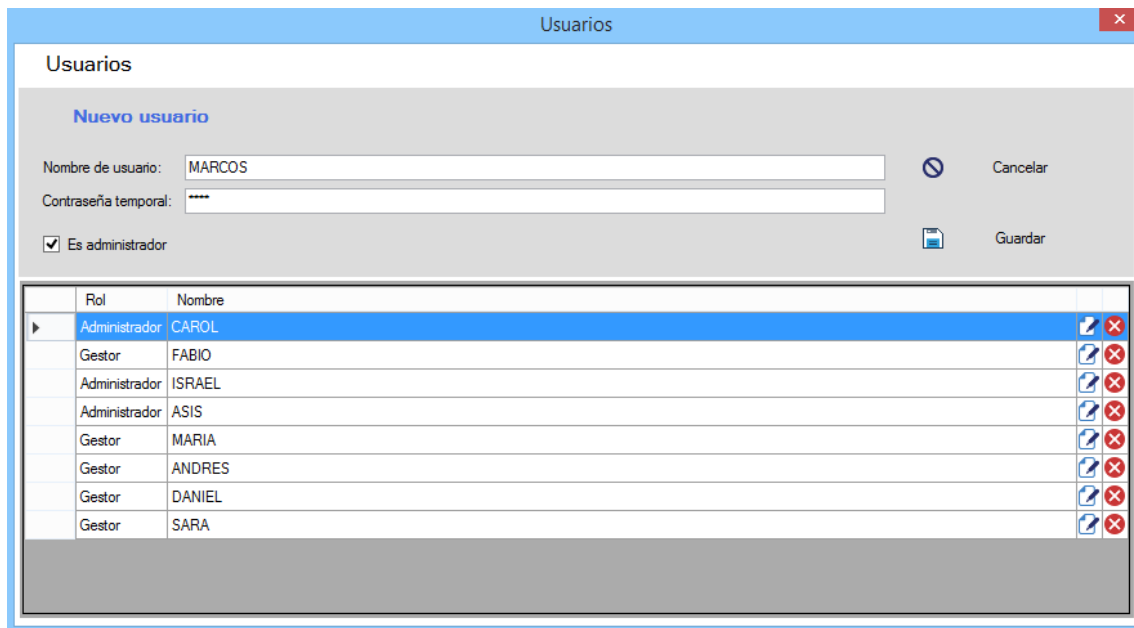 Usuarios
Usuarios
Nuevo usuario
Nombre de usuario: MARCOS Cancelar
Contraseña temporal: ****
Es administrador Guardar
Rol Nombre
Administrador CAROL
Gestor FABIO
Administrador ISRAEL
Administrador ASIS
Gestor MARIA
Gestor ANDRES
Gestor DANIEL
Gestor SARA